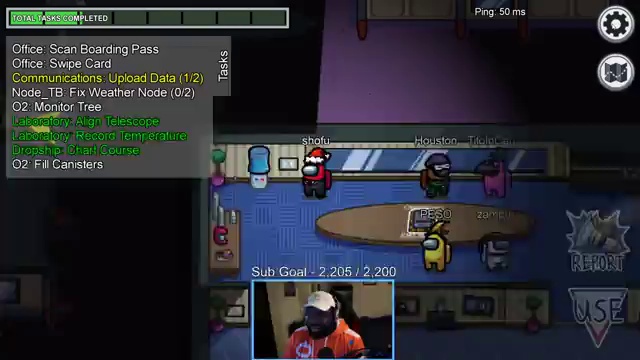 TOTAL TASKS COMPLETED
Ping: 50 ms
Office: Scan Boarding Pass
Office: Swipe Card
Communications: Upload Data (1/2)
Node_TB: Fix Weather Node (0/2)
O2: Monitor Tree
Laboratory: Align Telescope
Laboratory: Record Temperature
Dropship: Chart Course
O2: Fill Canisters
Tasks
shofu
Houston
PESO
Sub Goal - 2,205 / 2,200
REPORT
USE